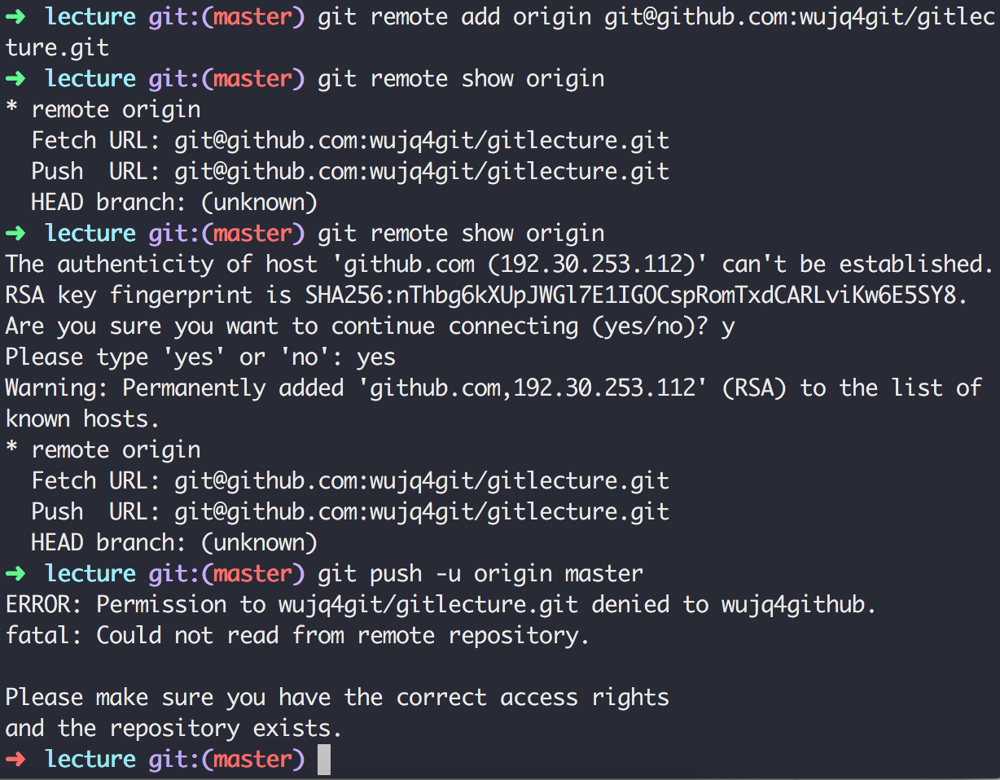 ➜  lecture git:(master) git remote add origin git@github.com:wujq4git/gitlec
ture.git
➜  lecture git:(master) git remote show origin
* remote origin
  Fetch URL: git@github.com:wujq4git/gitlecture.git
  Push  URL: git@github.com:wujq4git/gitlecture.git
  HEAD branch: (unknown)
➜  lecture git:(master) git remote show origin
The authenticity of host 'github.com (192.30.253.112)' can't be established.
RSA key fingerprint is SHA256:nThbg6kXUpJWGl7E1IGOCspRomTxdCARLviKw6E5SY8.
Are you sure you want to continue connecting (yes/no)? y
Please type 'yes' or 'no': yes
Warning: Permanently added 'github.com,192.30.253.112' (RSA) to the list of
known hosts.
* remote origin
  Fetch URL: git@github.com:wujq4git/gitlecture.git
  Push  URL: git@github.com:wujq4git/gitlecture.git
  HEAD branch: (unknown)
➜  lecture git:(master) git push -u origin master
ERROR: Permission to wujq4git/gitlecture.git denied to wujq4github.
fatal: Could not read from remote repository.

Please make sure you have the correct access rights
and the repository exists.
➜  lecture git:(master)